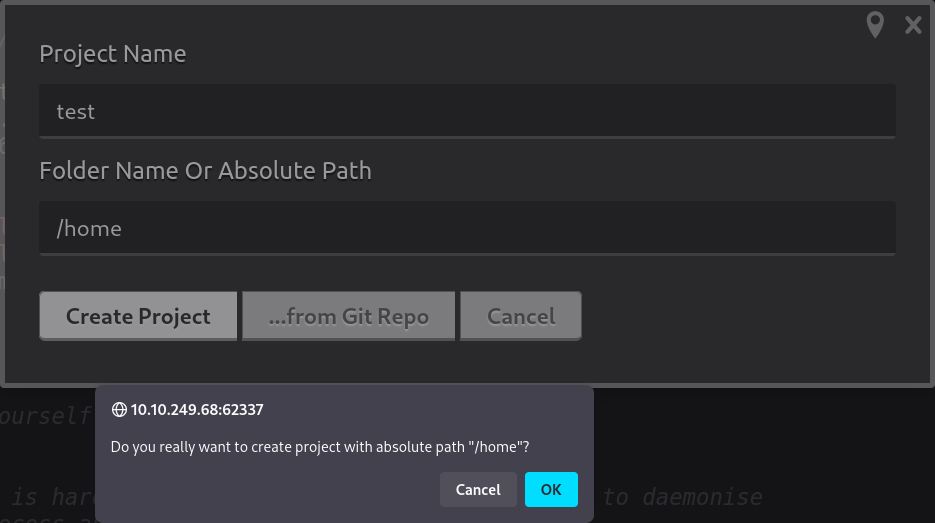 Project Name
test
Folder Name Or Absolute Path
/home
Create Project
...from Git Repo
Cancel
10.10.249.68:62337
Do you really want to create project with absolute path "/home"?
Cancel
OK
ourself
is har
to daemonise